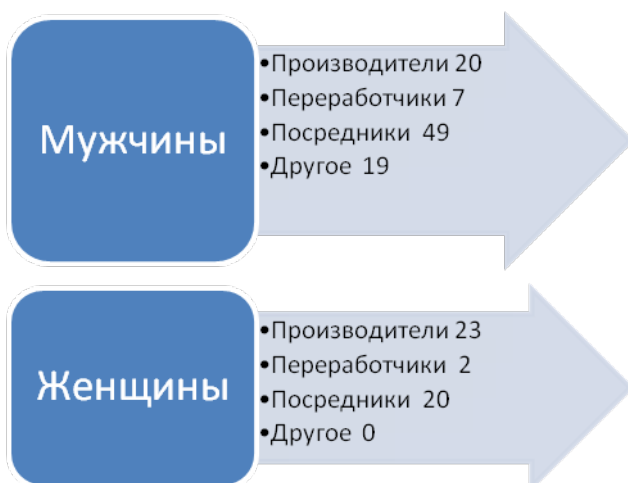 Мужчины
•Производители 20
•Переработчики 7
•Посредники 49
•Другое 19
Женщины
•Производители 23
•Переработчики 2
•Посредники 20
•Другое 0